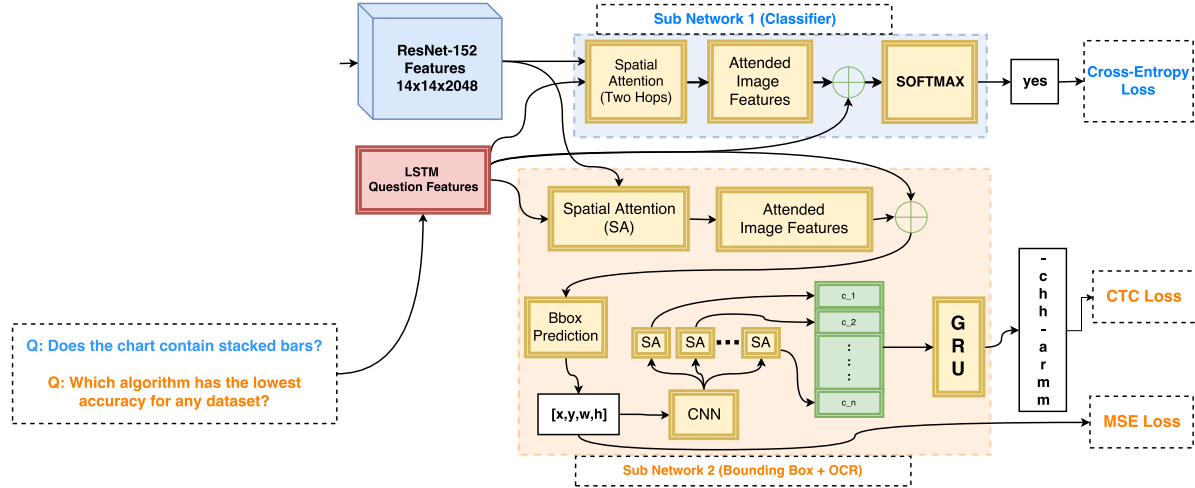 Sub Network 1 (Classifier)
ResNet-152
Features
14x14x2048
Spatial
Attention
(Two Hops)
Attended
Image
Features
SOFTMAX
yes
Cross-Entropy
Loss
LSTM
Question Features
Spatial Attention
(SA)
Attended
Image Features
Bbox
Prediction
SA
SA
SA
c_1
c_2
c_n
G
R
U
-
c
h
h
-
a
r
m
m
CTC Loss
Q: Does the chart contain stacked bars?
Q: Which algorithm has the lowest
accuracy for any dataset?
[x,y,w,h]
CNN
MSE Loss
Sub Network 2 (Bounding Box + OCR)